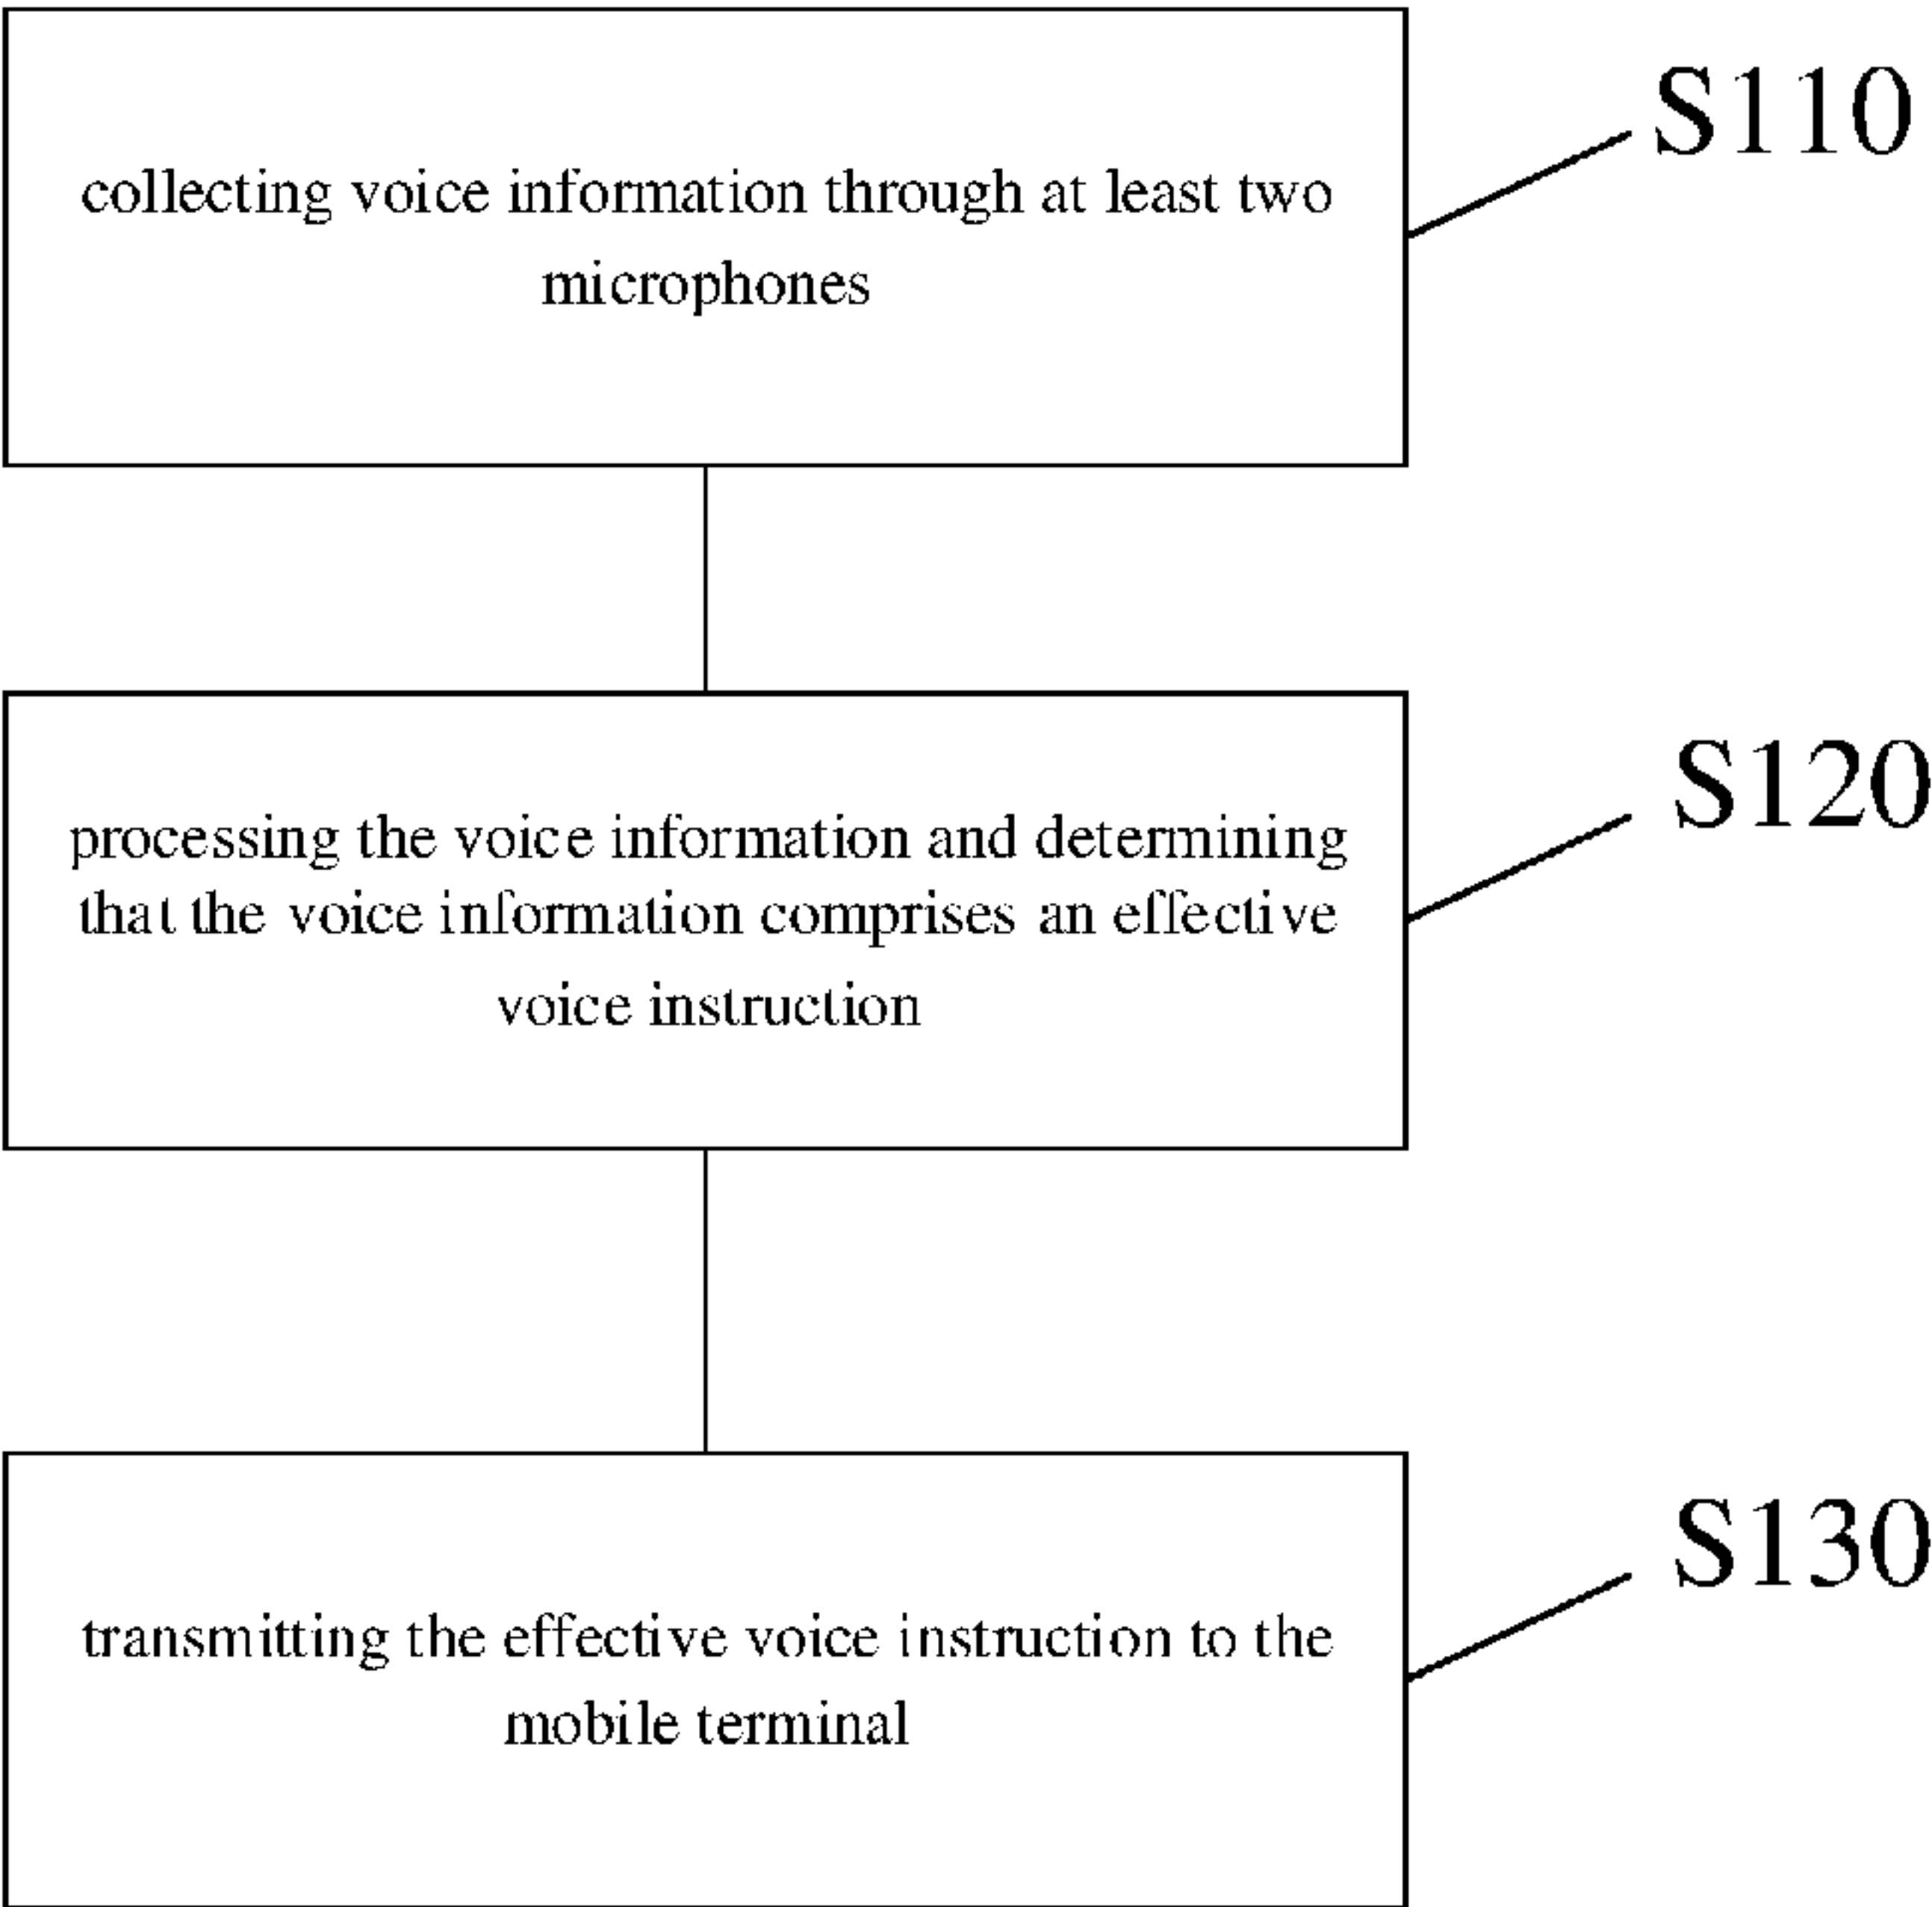 S110
collecting voice information through at least two
microphones
S120
processing the voice information and determining
that the voice information comprises an effective
voice instruction
S130
transmitting the effective voice instruction to the
mobile terminal